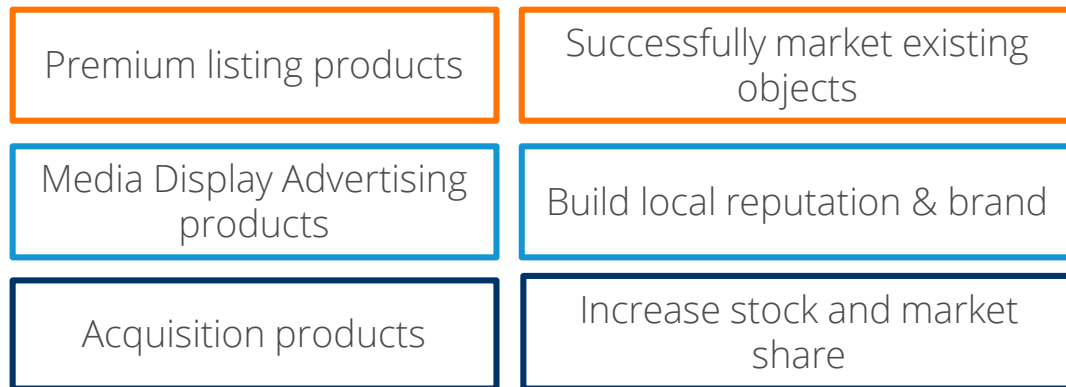 Premium listing products
Successfully market existing
objects
Media Display Advertising
products
Build local reputation & brand
Acquisition products
Increase stock and market
share